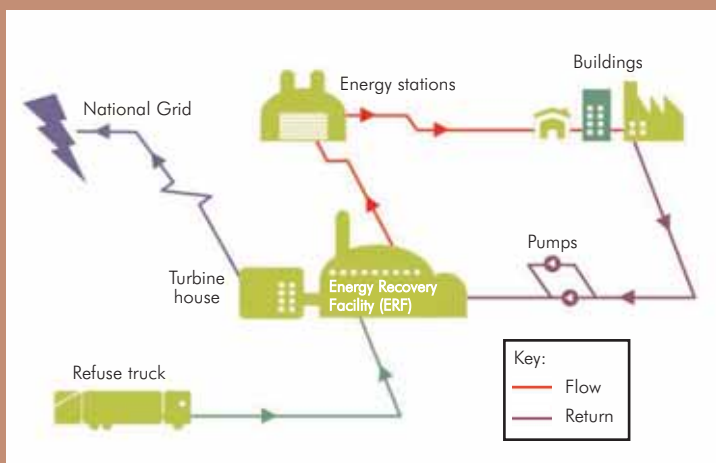 Buildings
Energy stations
National Grid
Pumps
Turbine
house
Energy Recovery
Facility (ERF)
Refuse truck
Key:
Flow
Return